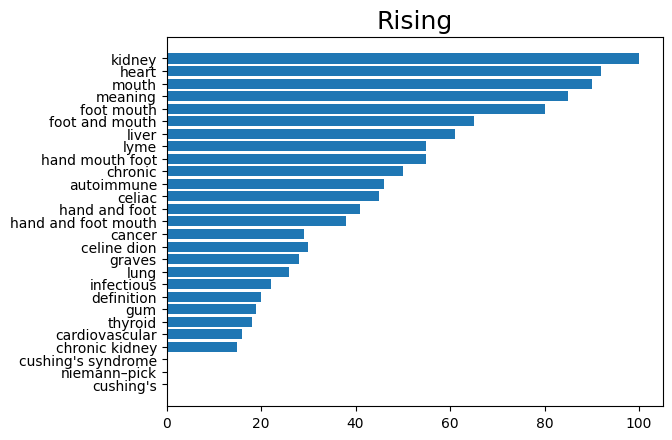 Rising
kidney
heart
mouth
meaning
foot mouth
foot and mouth
liver
lyme
hand mouth foot
chronic
autoimmune
celiac
hand and foot
hand and foot mouth
cancer
celine dion
graves
lung
infectious
definition
gum
thyroid
cardiovascular
chronic kidney
cushing's syndrome
niemann–pick
cushing's
0 20 40 60 80 100